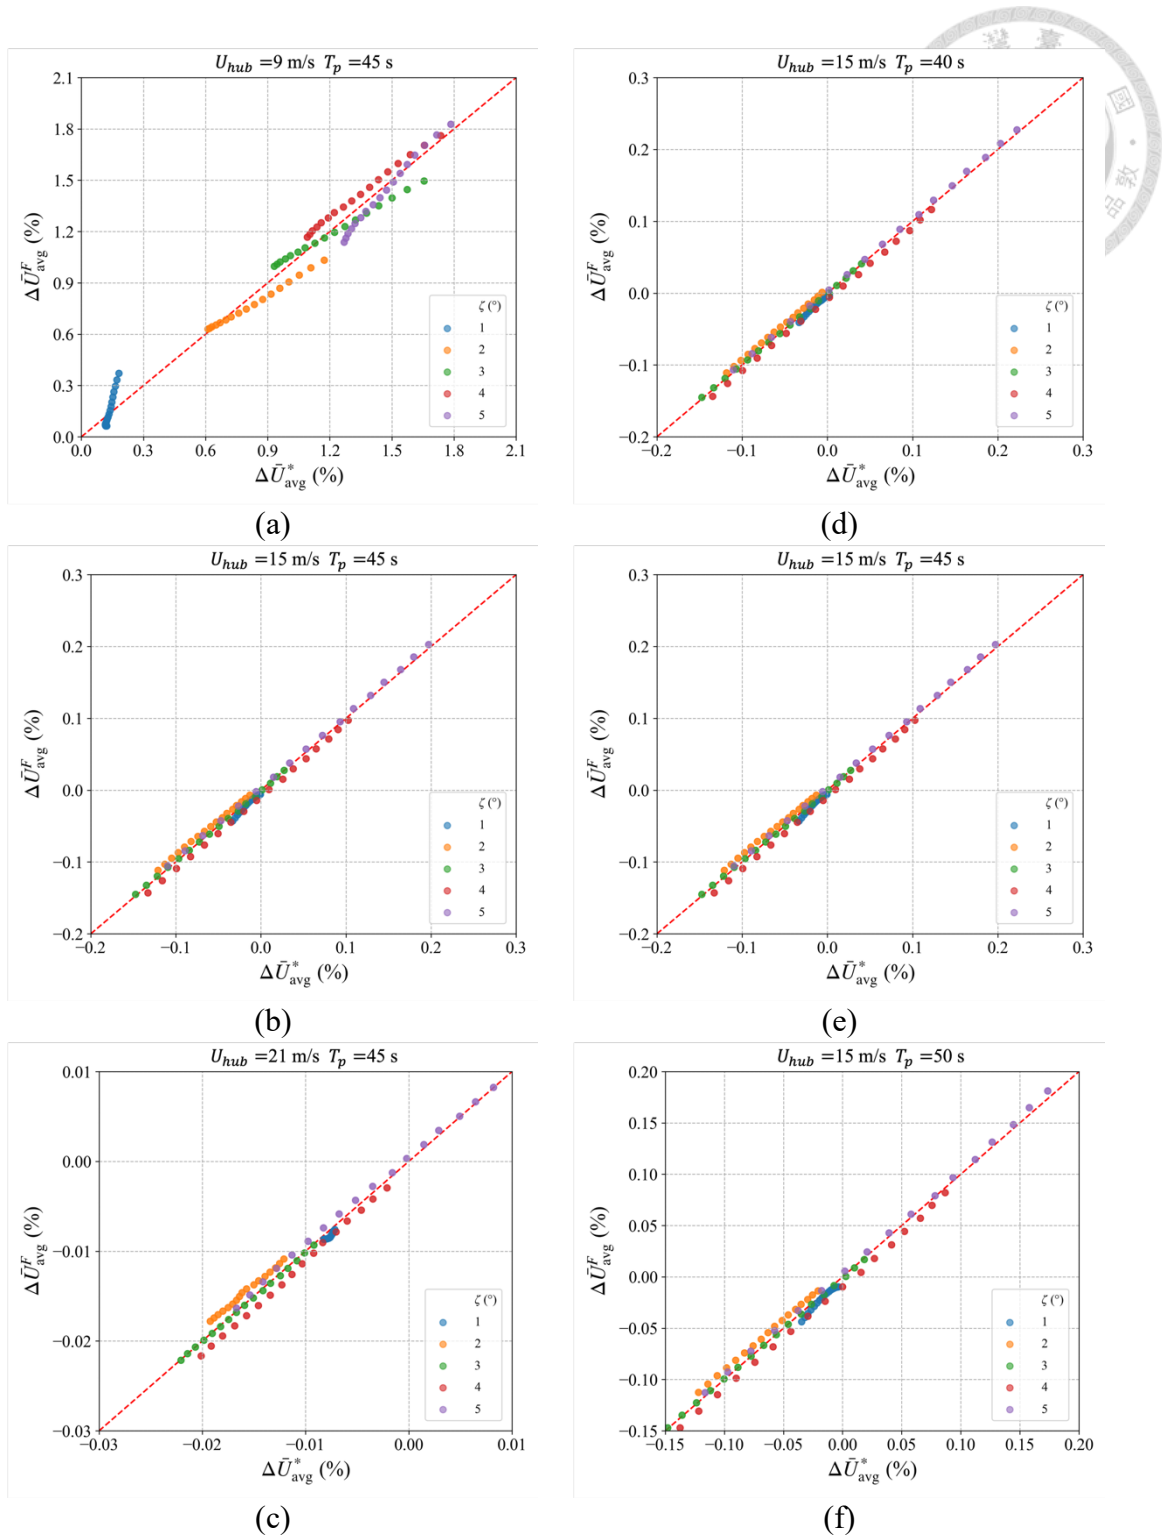 U_hub =9 m/s T_p =45 s
2.1
1.8
1.5
1.2
0.9
0.6
0.3
0.0
0.0 0.3 0.6 0.9 1.2 1.5 1.8 2.1
ΔŪ^F_avg (%)
ΔŪ*_avg (%)
ζ (°)
1
2
3
4
5
(a)
U_hub =15 m/s T_p =40 s
0.3
0.2
0.1
0.0
−0.1
−0.2
−0.2 −0.1 0.0 0.1 0.2 0.3
ΔŪ^F_avg (%)
ΔŪ*_avg (%)
ζ (°)
1
2
3
4
5
(d)
U_hub =15 m/s T_p =45 s
0.3
0.2
0.1
0.0
−0.1
−0.2
−0.2 −0.1 0.0 0.1 0.2 0.3
ΔŪ^F_avg (%)
ΔŪ*_avg (%)
ζ (°)
1
2
3
4
5
(b)
U_hub =15 m/s T_p =45 s
0.3
0.2
0.1
0.0
−0.1
−0.2
−0.2 −0.1 0.0 0.1 0.2 0.3
ΔŪ^F_avg (%)
ΔŪ*_avg (%)
ζ (°)
1
2
3
4
5
(e)
U_hub =21 m/s T_p =45 s
0.01
0.00
−0.01
−0.02
−0.03
−0.03 −0.02 −0.01 0.00 0.01
ΔŪ^F_avg (%)
ΔŪ*_avg (%)
ζ (°)
1
2
3
4
5
(c)
U_hub =15 m/s T_p =50 s
0.20
0.15
0.10
0.05
0.00
−0.05
−0.10
−0.15
−0.15 −0.10 −0.05 0.00 0.05 0.10 0.15 0.20
ΔŪ^F_avg (%)
ΔŪ*_avg (%)
ζ (°)
1
2
3
4
5
(f)
國
敦
品